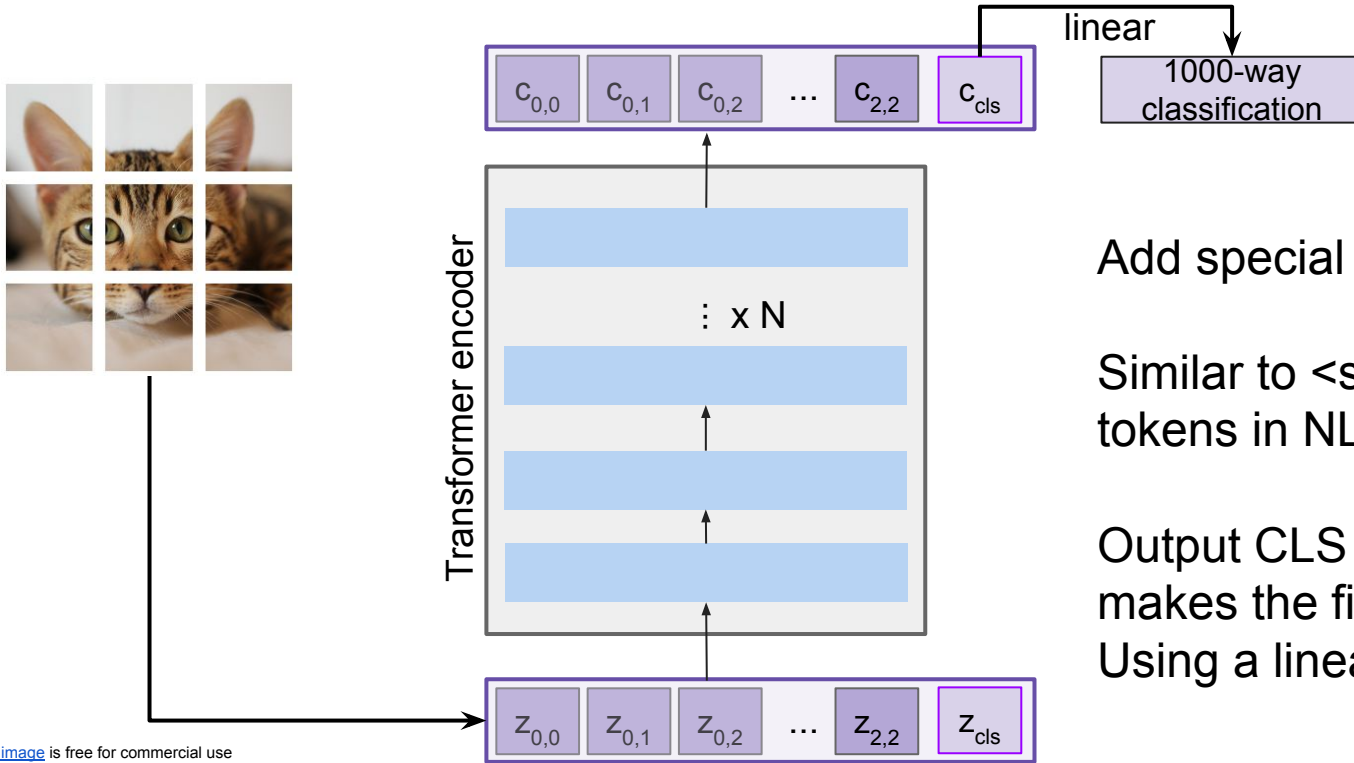 linear
1000-way
classification
c0,0 c0,1 c0,2 ... c2,2 ccls
Transformer encoder
⋮ x N
Add special
Similar to <s
tokens in NL
Output CLS
makes the fi
Using a linea
z0,0 z0,1 z0,2 ... z2,2 zcls
image is free for commercial use